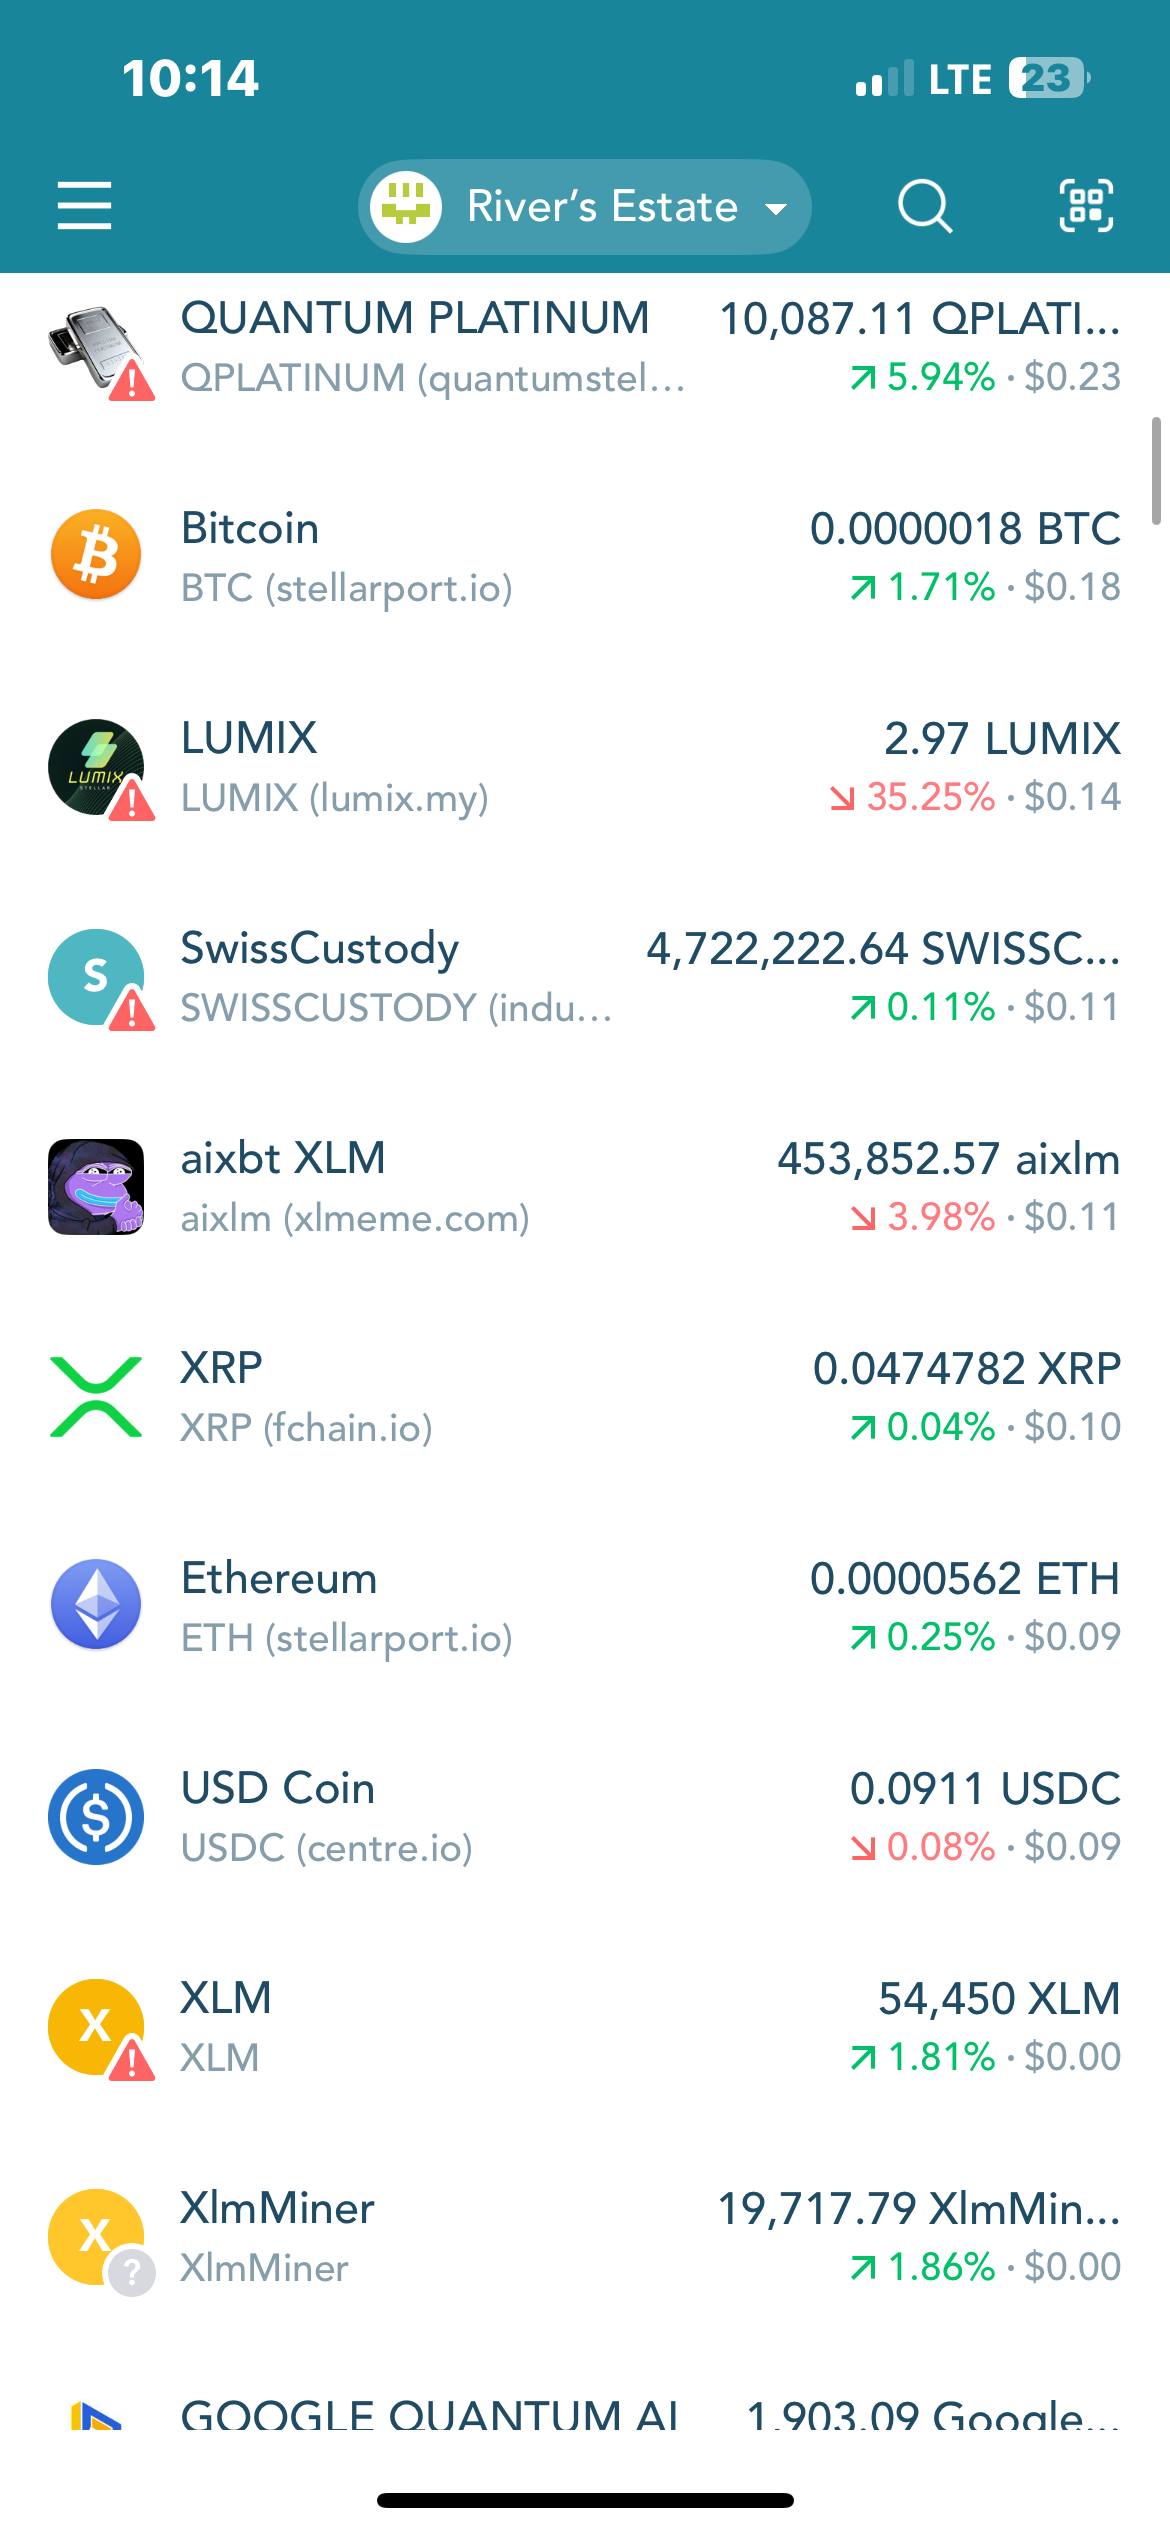 10:14
LTE 23
River’s Estate
QUANTUM PLATINUM 10,087.11 QPLATI...
QPLATINUM (quantumstel... 5.94% · $0.23
Bitcoin 0.0000018 BTC
BTC (stellarport.io) 1.71% · $0.18
LUMIX 2.97 LUMIX
LUMIX STELLAR
LUMIX (lumix.my) 35.25% · $0.14
S
SwissCustody 4,722,222.64 SWISSC...
SWISSCUSTODY (indu... 0.11% · $0.11
aixbt XLM 453,852.57 aixlm
aixlm (xlmeme.com) 3.98% · $0.11
XRP 0.0474782 XRP
XRP (fchain.io) 0.04% · $0.10
Ethereum 0.0000562 ETH
ETH (stellarport.io) 0.25% · $0.09
USD Coin 0.0911 USDC
USDC (centre.io) 0.08% · $0.09
X
XLM 54,450 XLM
XLM 1.81% · $0.00
X
XlmMiner 19,717.79 XlmMin...
XlmMiner 1.86% · $0.00
GOOGLE QUANTUM AI 1,903.09 Google...